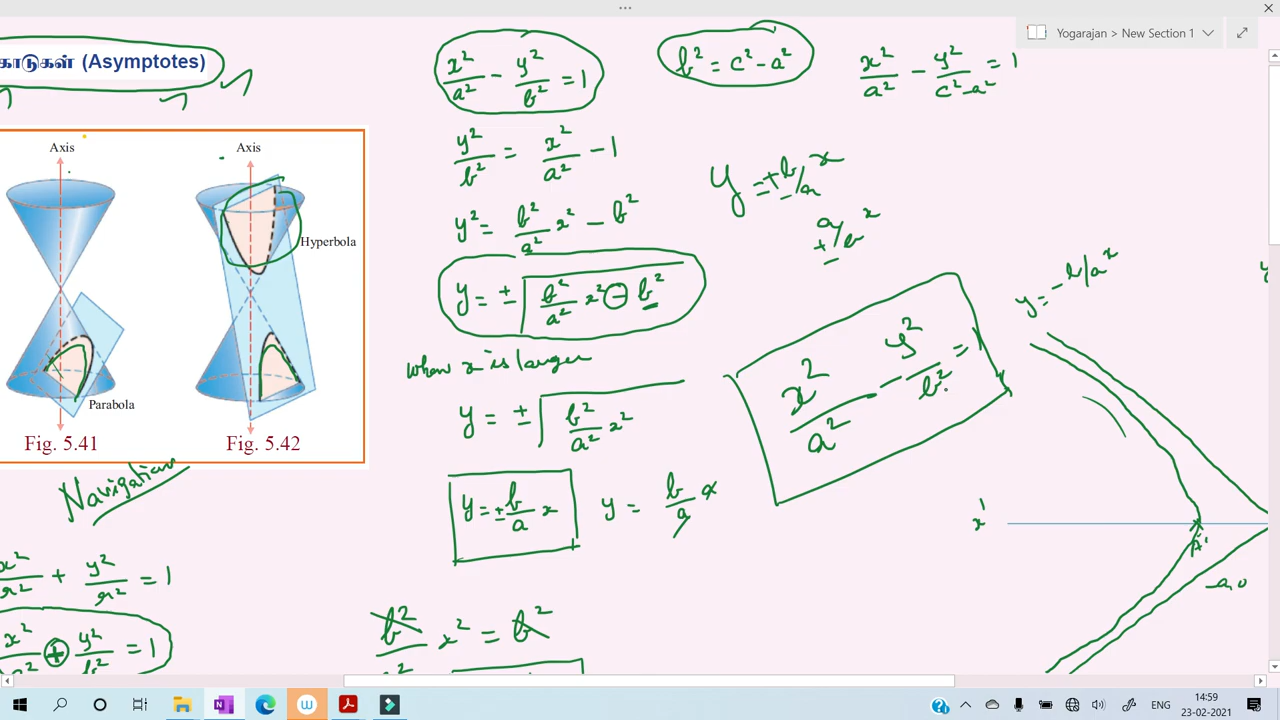 Yogarajan > New Section 1
காடுகள் (Asymptotes)
x²/a² - y²/b² = 1
b² = c² - a²
x²/a² - y²/c²-a² = 1
Axis
Axis
Hyperbola
Parabola
Fig. 5.41
Fig. 5.42
Navigation
y²/b² = x²/a² - 1
y² = b²/a² x² - b²
y = ± √ b²/a² x² - b²
when x is larger
y = ± √ b²/a² x²
y = ± b/a x
y = b/a x
y = ± b/a x
± a/b x
x²/a² - y²/b² = 1
y = - b/a x
x'
A'
-a,0
x²/r² + y²/r² = 1
x²/a² + y²/b² = 1
b²/a² x² = b²
ENG
14:59
23-02-2021